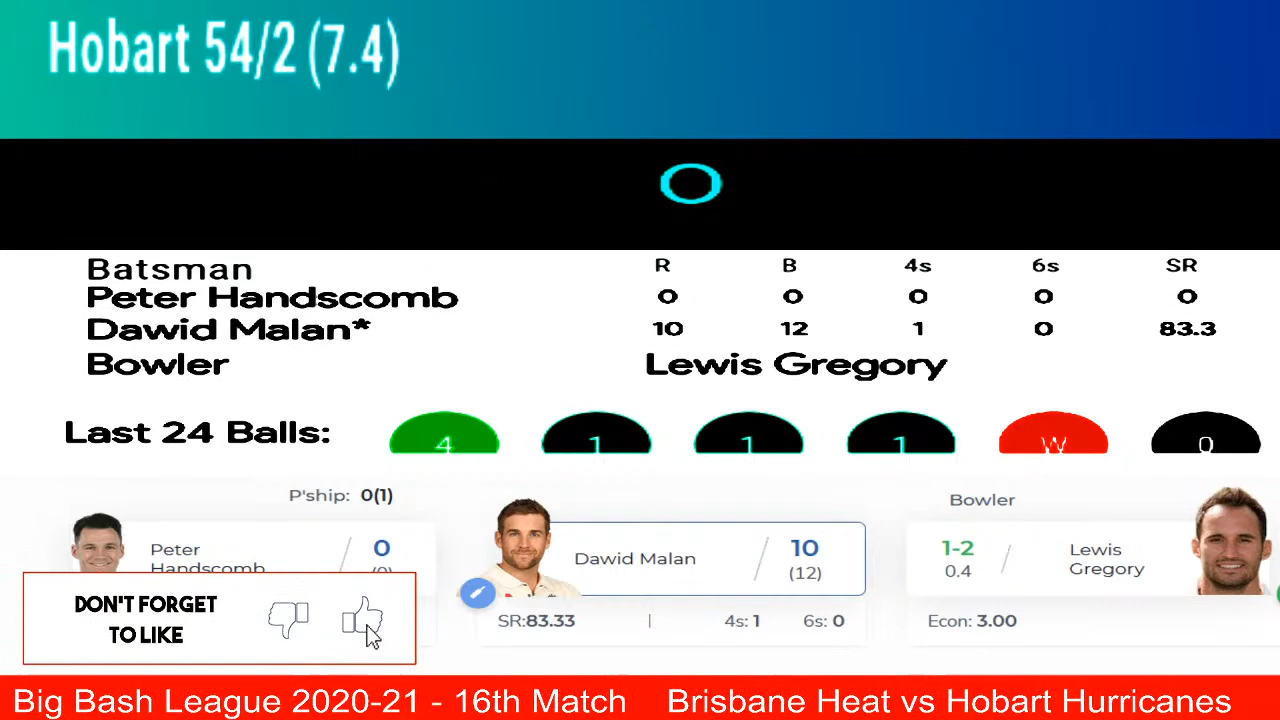 Hobart 54/2 (7.4)
0
Batsman R B 4s 6s SR
Peter Handscomb 0 0 0 0 0
Dawid Malan* 10 12 1 0 83.3
Bowler Lewis Gregory
Last 24 Balls: 4 1 1 1 W 0
P'ship: 0(1)
Bowler
Peter Handscomb 0
Dawid Malan 10
(12)
1-2
0.4
Lewis Gregory
SR:83.33 | 4s: 1 6s: 0
Econ: 3.00
DON'T FORGET
TO LIKE
Big Bash League 2020-21 - 16th Match Brisbane Heat vs Hobart Hurricanes